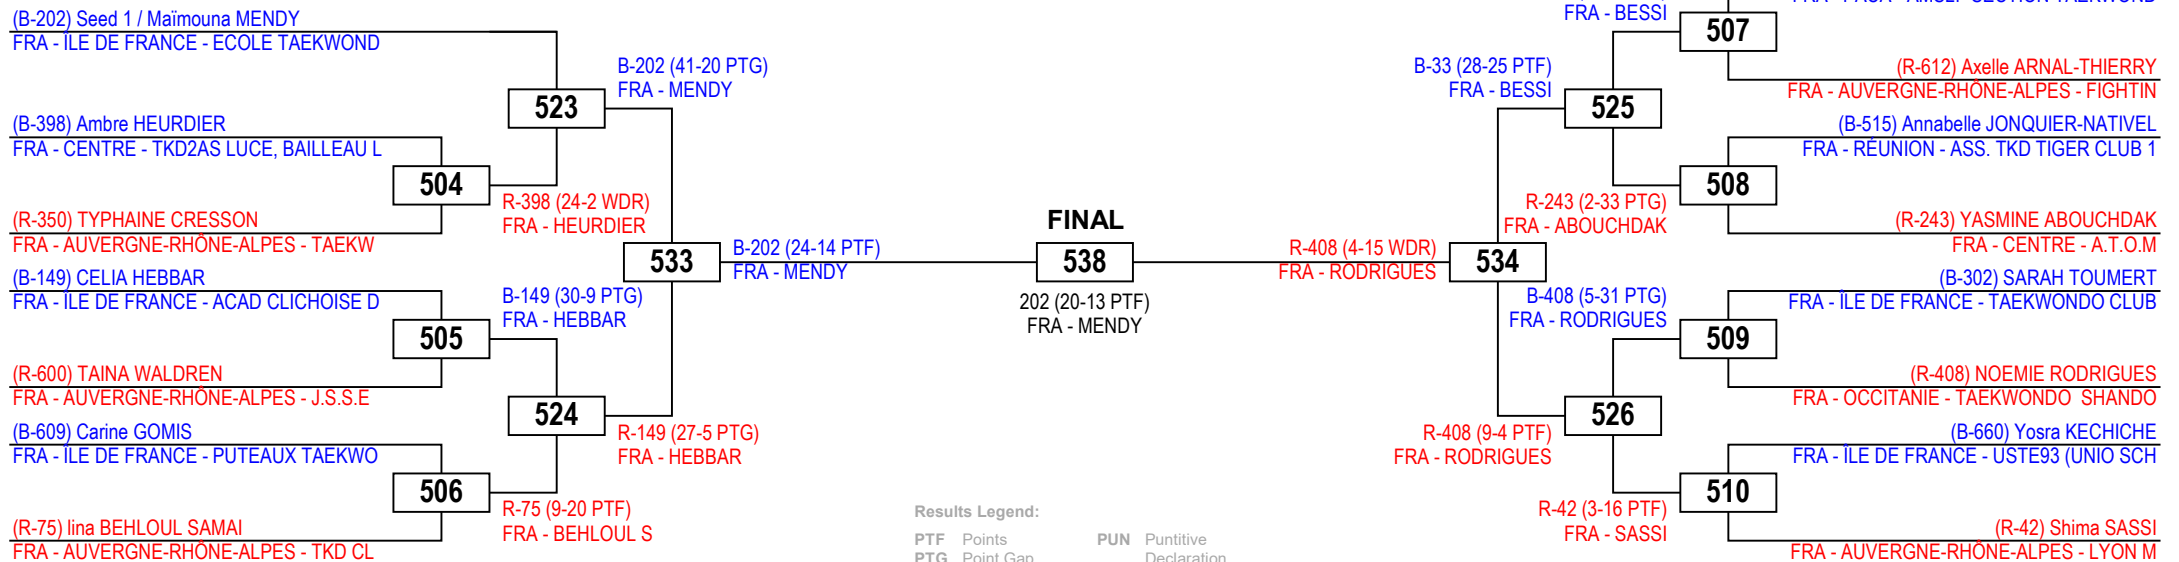 (B-202) Seed 1 / Maïmouna MENDY
FRA - ÎLE DE FRANCE - ECOLE TAEKWOND
(B-398) Ambre HEURDIER
FRA - CENTRE - TKD2AS LUCE, BAILLEAU L
(R-350) TYPHAINE CRESSON
FRA - AUVERGNE-RHÔNE-ALPES - TAEKW
(B-149) CELIA HEBBAR
FRA - ÎLE DE FRANCE - ACAD CLICHOISE D
(R-600) TAINA WALDREN
FRA - AUVERGNE-RHÔNE-ALPES - J.S.S.E
(B-609) Carine GOMIS
FRA - ÎLE DE FRANCE - PUTEAUX TAEKWO
(R-75) lina BEHLOUL SAMAI
FRA - AUVERGNE-RHÔNE-ALPES - TKD CL
504
505
506
R-398 (24-2 WDR)
FRA - HEURDIER
B-149 (30-9 PTG)
FRA - HEBBAR
R-75 (9-20 PTF)
FRA - BEHLOUL S
523
524
B-202 (41-20 PTG)
FRA - MENDY
R-149 (27-5 PTG)
FRA - HEBBAR
533
B-202 (24-14 PTF)
FRA - MENDY
FINAL
538
202 (20-13 PTF)
FRA - MENDY
Results Legend:
PTF Points
PUN Puntitive
PTG Point Gap
Declaration
R-408 (4-15 WDR)
FRA - RODRIGUES
534
B-33 (28-25 PTF)
FRA - BESSI
R-408 (9-4 PTF)
FRA - RODRIGUES
525
526
FRA - BESSI
R-243 (2-33 PTG)
FRA - ABOUCHDAK
B-408 (5-31 PTG)
FRA - RODRIGUES
R-42 (3-16 PTF)
FRA - SASSI
507
508
509
510
(R-612) Axelle ARNAL-THIERRY
FRA - AUVERGNE-RHÔNE-ALPES - FIGHTIN
(B-515) Annabelle JONQUIER-NATIVEL
FRA - RÉUNION - ASS. TKD TIGER CLUB 1
(R-243) YASMINE ABOUCHDAK
FRA - CENTRE - A.T.O.M
(B-302) SARAH TOUMERT
FRA - ÎLE DE FRANCE - TAEKWONDO CLUB
(R-408) NOEMIE RODRIGUES
FRA - OCCITANIE - TAEKWONDO SHANDO
(B-660) Yosra KECHICHE
FRA - ÎLE DE FRANCE - USTE93 (UNIO SCH
(R-42) Shima SASSI
FRA - AUVERGNE-RHÔNE-ALPES - LYON M